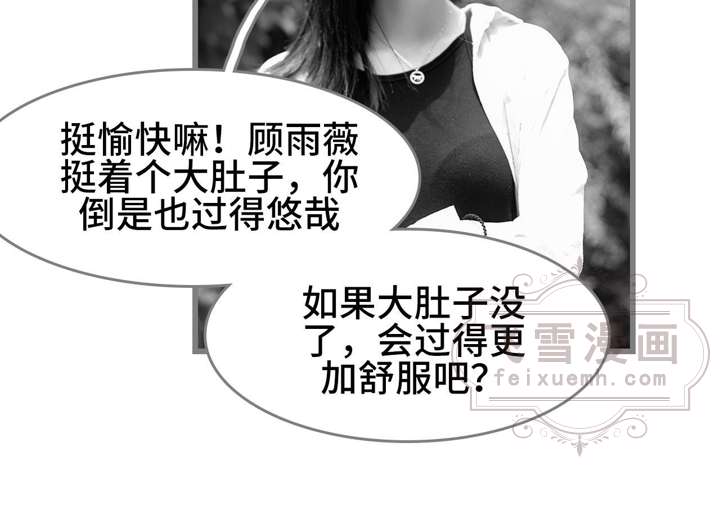 挺愉快嘛！顾雨薇
挺着个大肚子，你
倒是也过得悠哉
如果大肚子没
了，会过得更
加舒服吧？
飞雪漫画
feixuemh.com